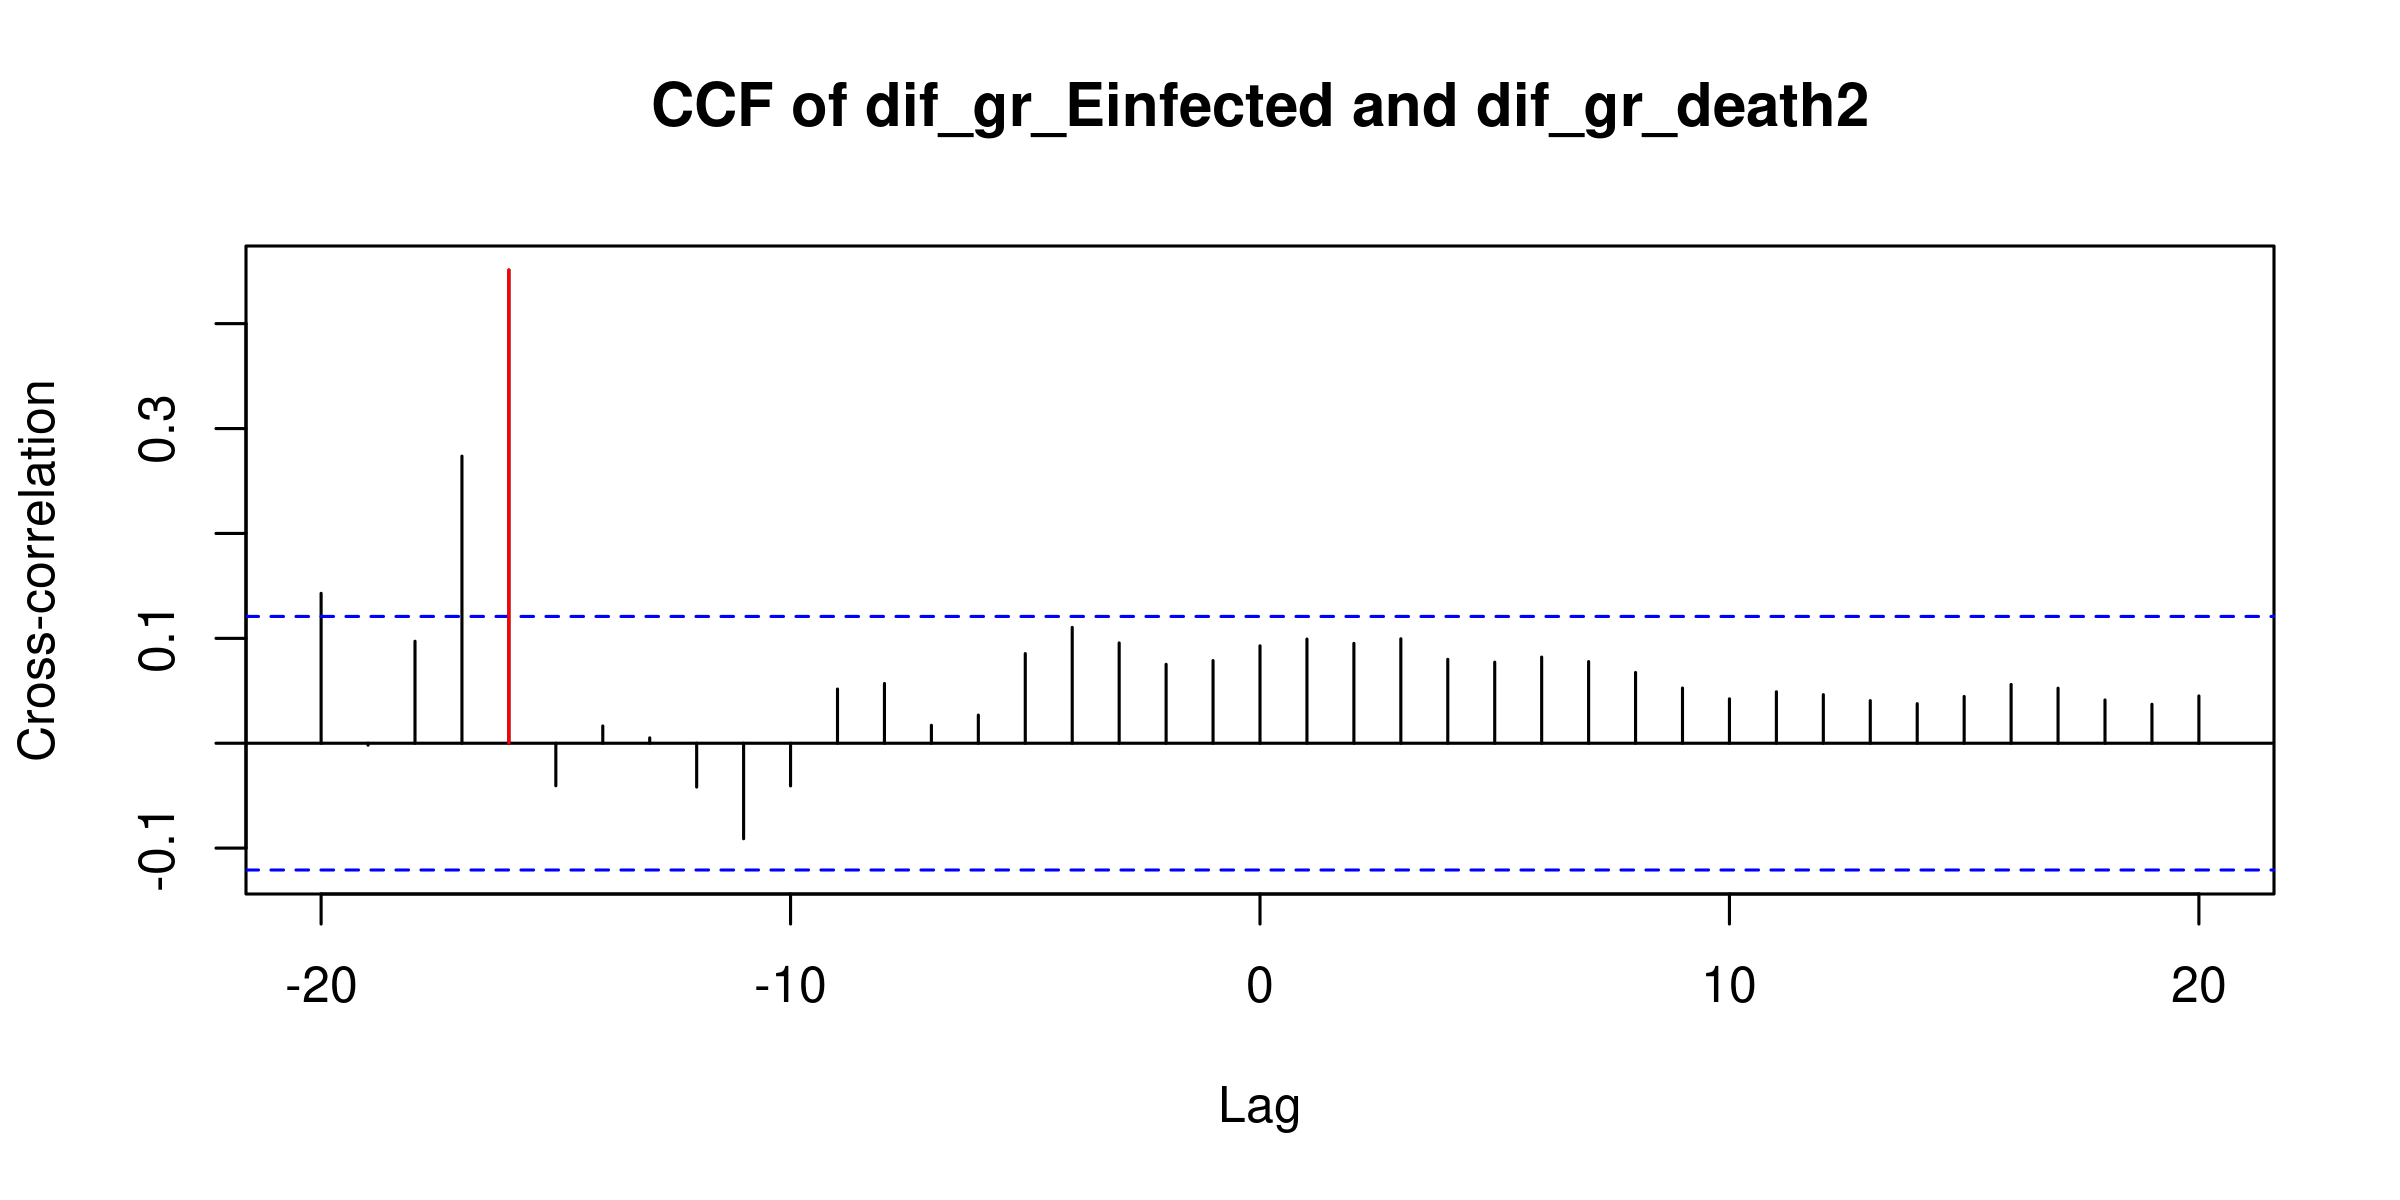 CCF of dif_gr_Einfected and dif_gr_death2
Cross-correlation
0.3
0.1
-0.1
-20 -10 0 10 20
Lag